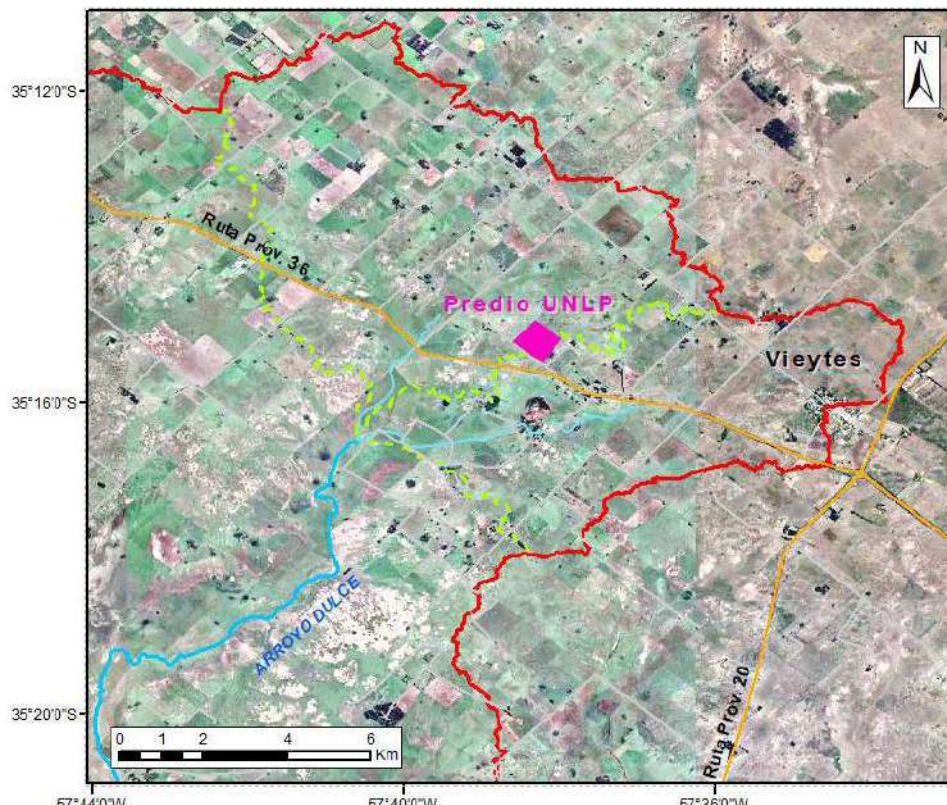 N
35°12'0"S
Ruta Prov. 36
Predio UNLP
Vieytes
35°16'0"S
ARROYO DULCE
Ruta Prov. 20
35°20'0"S
0 1 2 4 6
Km
57°44'0"W 57°40'0"W 57°36'0"W